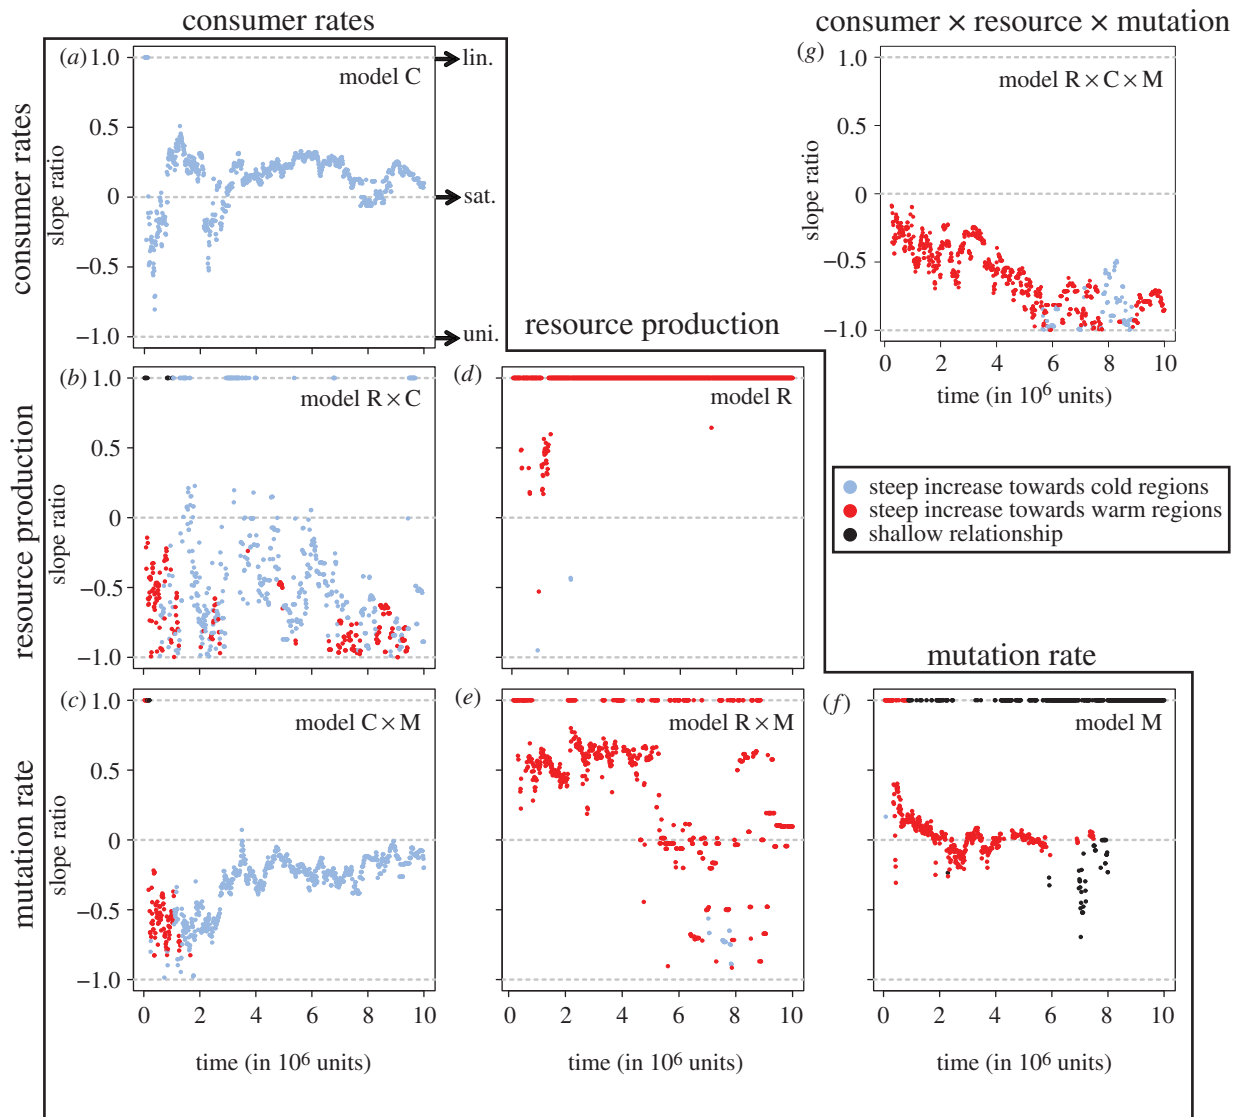 consumer rates
consumer × resource × mutation
consumer rates
slope ratio
(a)
model C
1.0
0.5
0
−0.5
−1.0
lin.
sat.
uni.
(g)
model R × C × M
slope ratio
1.0
0.5
0
−0.5
−1.0
0 2 4 6 8 10
time (in 10⁶ units)
resource production
resource production
slope ratio
(b)
model R × C
1.0
0.5
0
−0.5
−1.0
(d)
model R
steep increase towards cold regions
steep increase towards warm regions
shallow relationship
mutation rate
mutation rate
slope ratio
(c)
model C × M
1.0
0.5
0
−0.5
−1.0
0 2 4 6 8 10
time (in 10⁶ units)
(e)
model R × M
0 2 4 6 8 10
time (in 10⁶ units)
(f)
model M
0 2 4 6 8 10
time (in 10⁶ units)